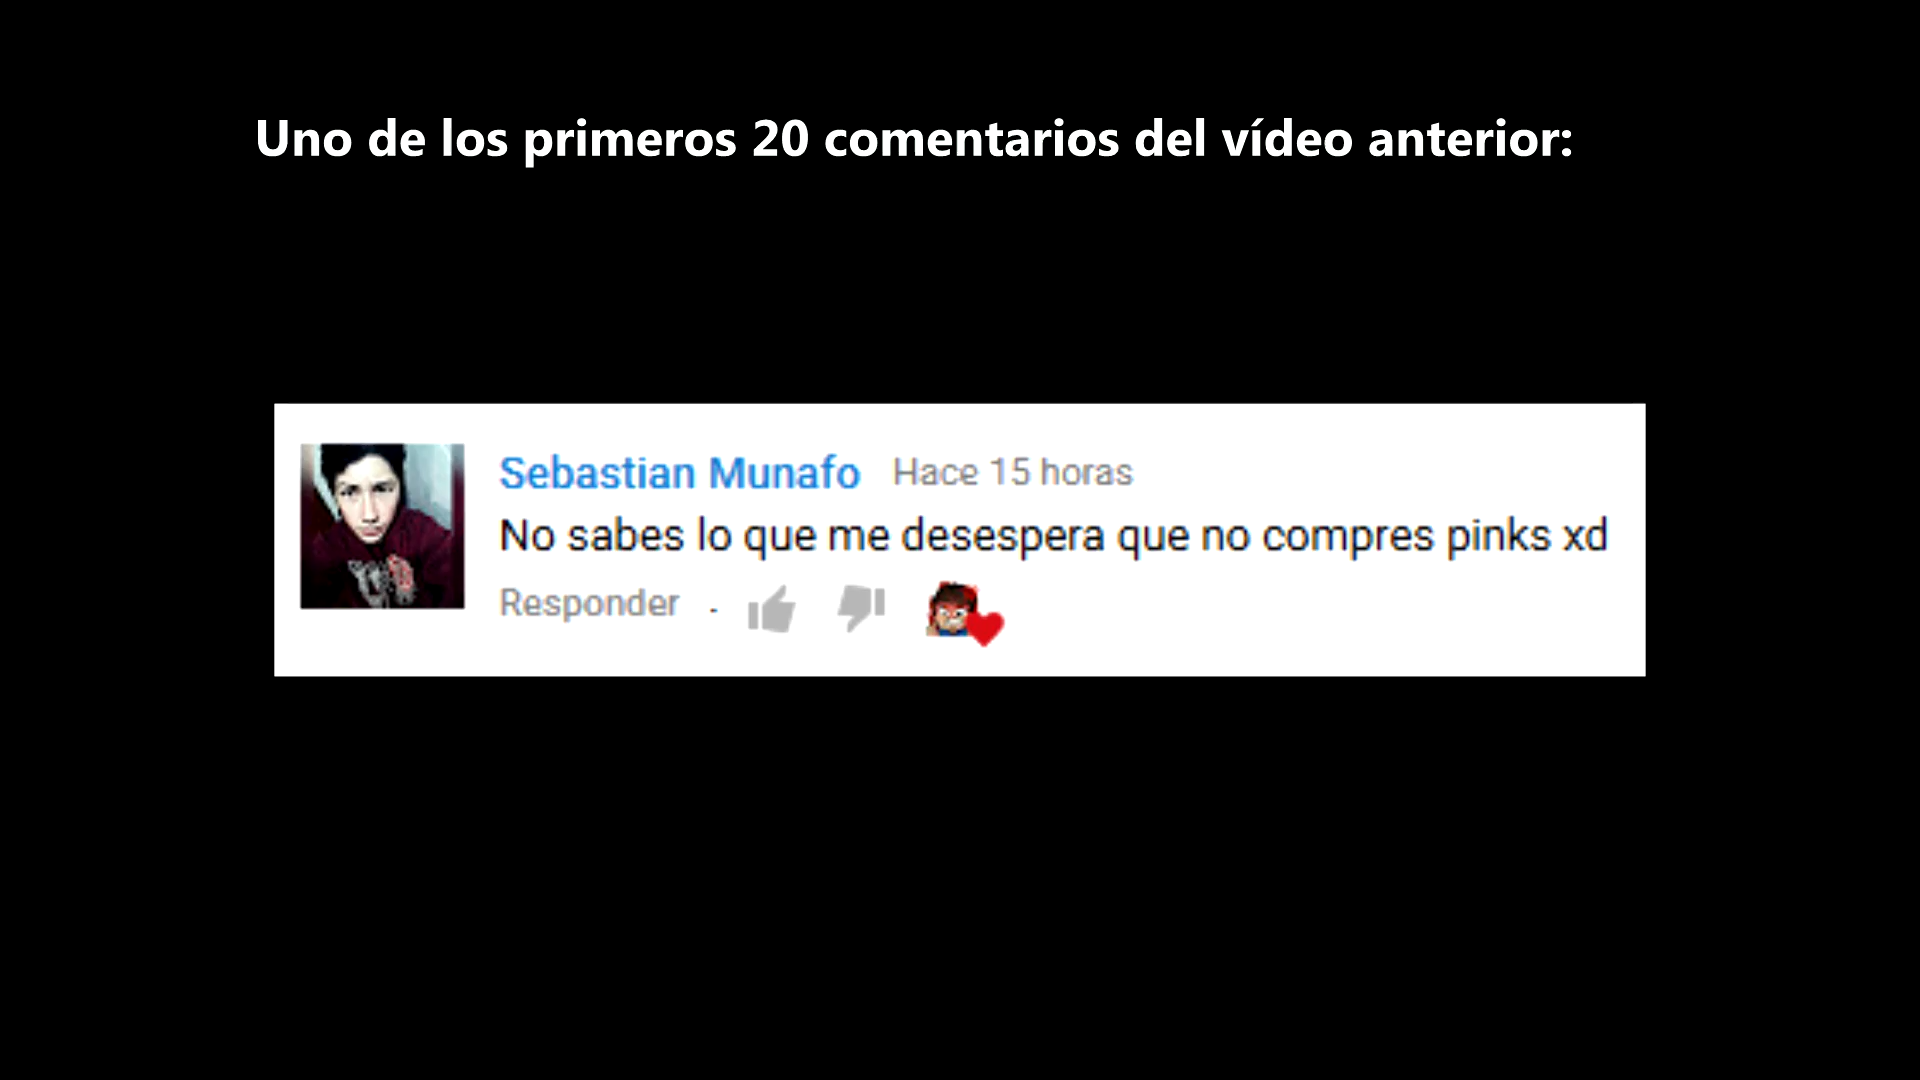 Uno de los primeros 20 comentarios del vídeo anterior:
Sebastian Munafo Hace 15 horas
No sabes lo que me desespera que no compres pinks xd
Responder